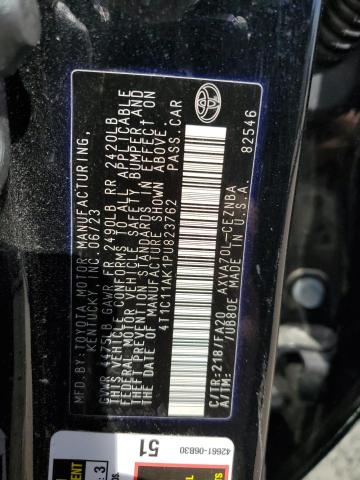 MFD.BY:TOYOTA MOTOR MANUFACTURING,
KENTUCKY, INC. 06/23
GVWR 4475LB GAWR FR 2490LB RR 2420LB
THIS VEHICLE CONFORMS TO ALL APPLICABLE
FEDERAL MOTOR VEHICLE SAFETY, BUMPER, AND
THEFT PREVENTION STANDARDS IN EFFECT ON
THE DATE OF MANUFACTURE SHOWN ABOVE.
4T1G11AK1PU823762 PASS.CAR
C/TR:218/FA20 AXVA70L-CEZNBA
A/TM: /UB80E MADE IN U.S.A.
82546
42661-06B30
51
3